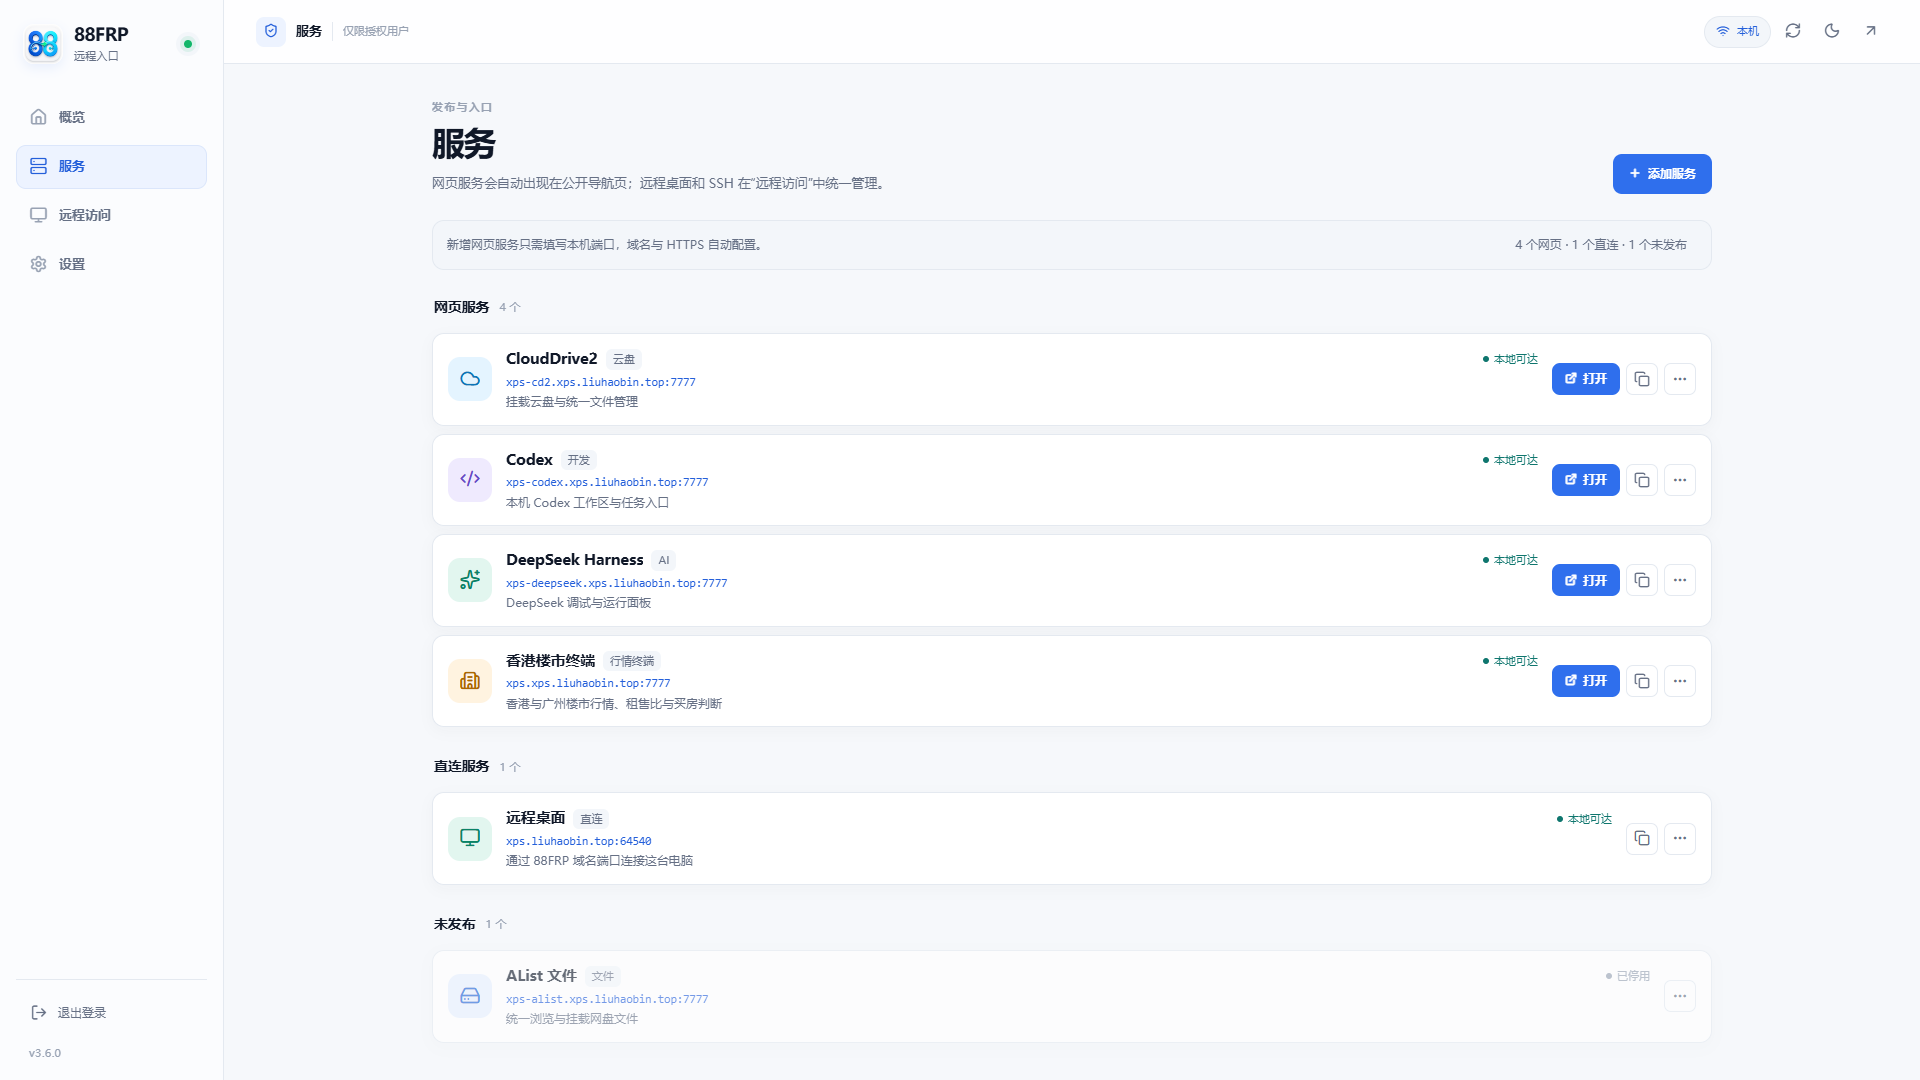 88FRP
远程入口
概览
服务
远程访问
设置
退出登录
v3.6.0
服务
仅限授权用户
本机
发布与入口
服务
网页服务会自动出现在公开导航页；远程桌面和 SSH 在“远程访问”中统一管理。
+ 添加服务
新增网页服务只需填写本机端口，域名与 HTTPS 自动配置。
4 个网页 · 1 个直连 · 1 个未发布
网页服务 4 个
CloudDrive2 云盘
xps-cd2.xps.liuhaobin.top:7777
挂载云盘与统一文件管理
本地可达
打开
Codex 开发
xps-codex.xps.liuhaobin.top:7777
本机 Codex 工作区与任务入口
本地可达
打开
DeepSeek Harness AI
xps-deepseek.xps.liuhaobin.top:7777
DeepSeek 调试与运行面板
本地可达
打开
香港楼市终端 行情终端
xps.xps.liuhaobin.top:7777
香港与广州楼市行情、租售比与买房判断
本地可达
打开
直连服务 1 个
远程桌面 直连
xps.liuhaobin.top:64540
通过 88FRP 域名端口连接这台电脑
本地可达
未发布 1 个
AList 文件 文件
xps-alist.xps.liuhaobin.top:7777
统一浏览与挂载网盘文件
已停用